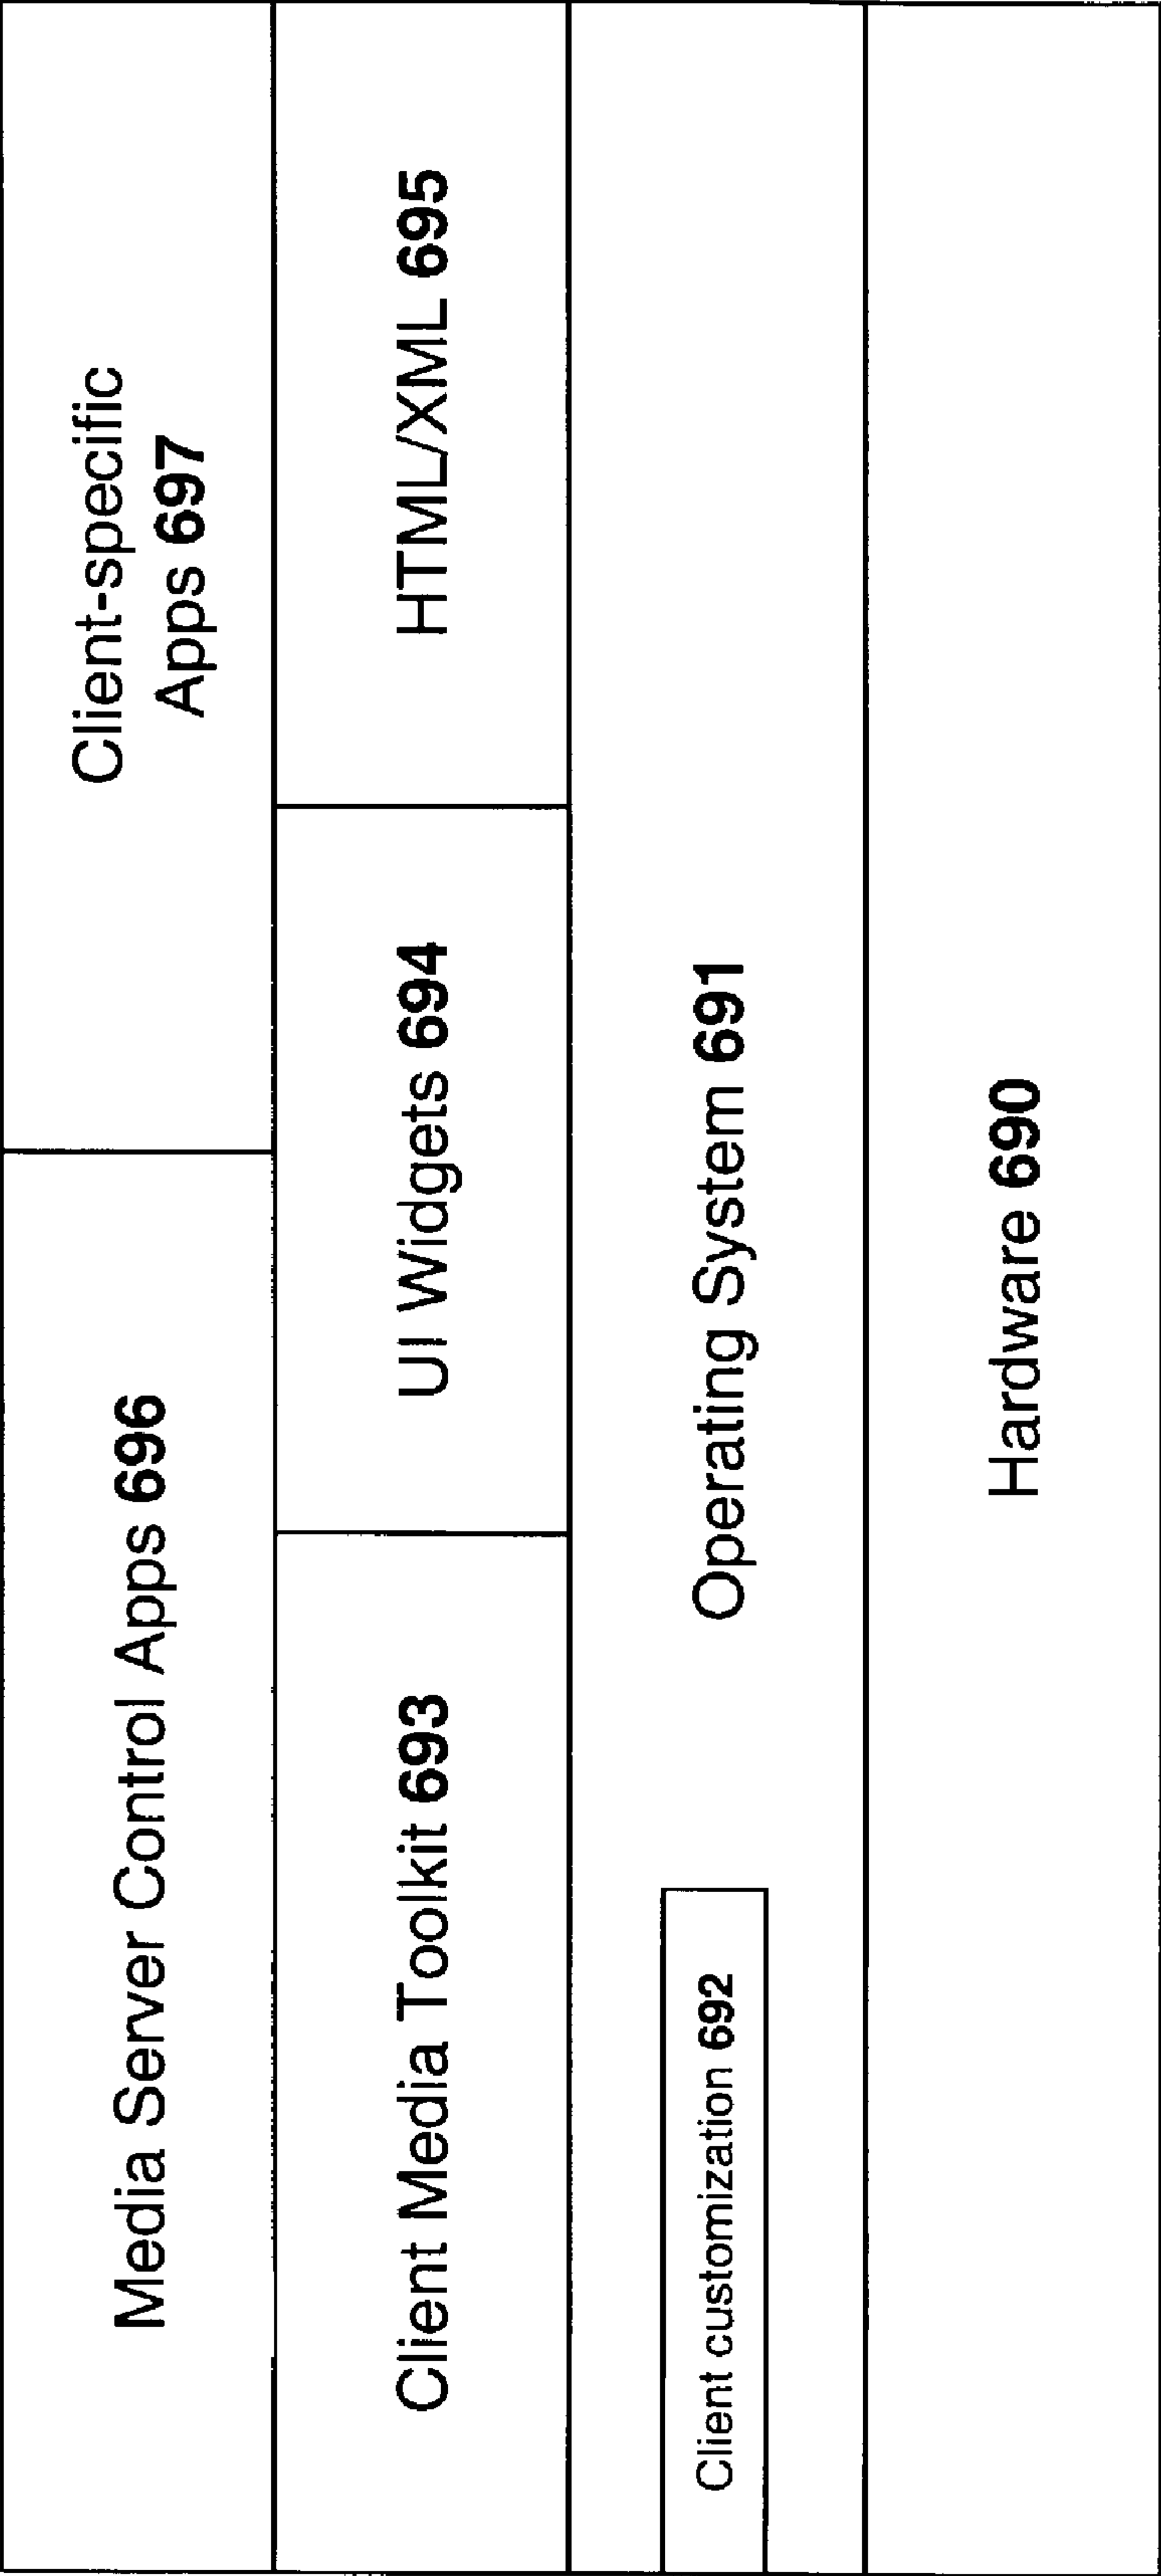 Media Server Control Apps 696
Client-specific
Apps 697
Client Media Toolkit 693
UI Widgets 694
HTML/XML 695
Client customization 692
Operating System 691
Hardware 690